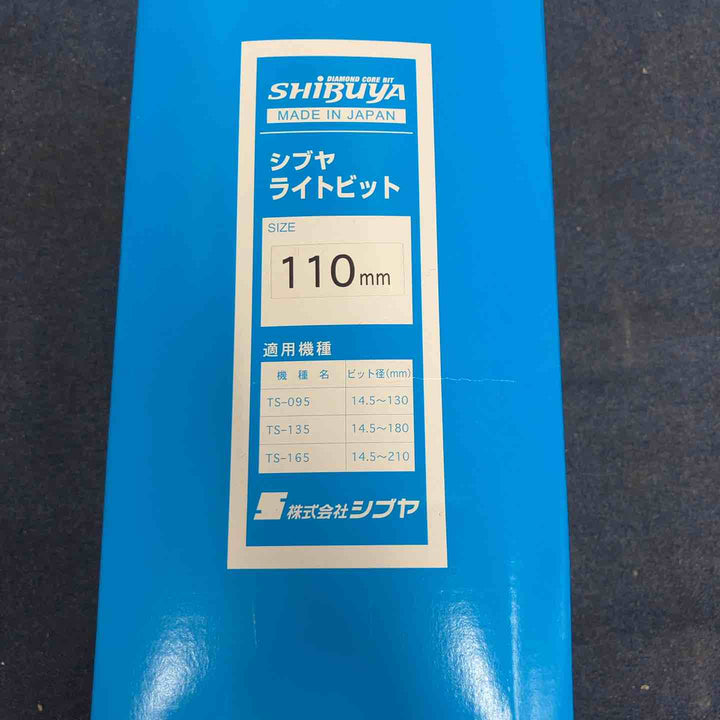 DIAMOND CORE BIT
SHIBUYA
MADE IN JAPAN
シブヤ
ライトビット
SIZE
110mm
適用機種
機 種 名 ビット径(mm)
TS-095 14.5〜130
TS-135 14.5〜180
TS-165 14.5〜210
株式会社シブヤ